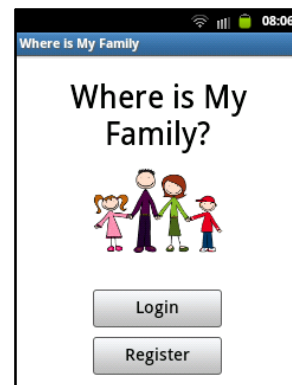 08:06
Where is My Family
Where is My
Family?
Login
Register